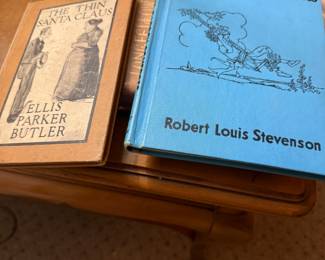 THE THIN
SANTA CLAUS
ELLIS
PARKER
BUTLER
Robert Louis Stevenson